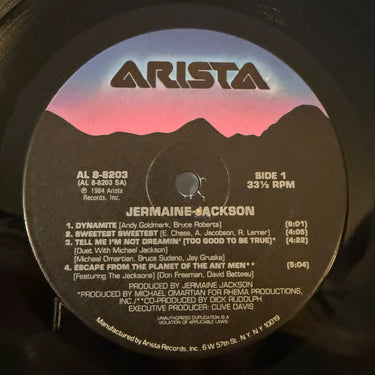 ARISTA
AL 8-8203
(AL 8-8203 SA)
℗ 1984 Arista
Records, Inc.
SIDE 1
33⅓ RPM
JERMAINE JACKSON
1. DYNAMITE [Andy Goldmark, Bruce Roberts] [6:01]
2. SWEETEST SWEETEST [E. Chase, A. Jacobson, R. Lerner] [4:05]
3. TELL ME I'M NOT DREAMIN' (TOO GOOD TO BE TRUE)* [4:22]
(Duet With Michael Jackson)
[Michael Omartian, Bruce Sudano, Jay Gruska]
4. ESCAPE FROM THE PLANET OF THE ANT MEN** [5:04]
(Featuring The Jacksons) [Don Freeman, David Batteau]
PRODUCED BY JERMAINE JACKSON
*PRODUCED BY MICHAEL OMARTIAN FOR RHEMA PRODUCTIONS,
INC./**CO-PRODUCED BY DICK RUDOLPH
EXECUTIVE PRODUCER: CLIVE DAVIS
UNAUTHORIZED DUPLICATION IS A
VIOLATION OF APPLICABLE LAWS
Manufactured by Arista Records, Inc., 6 W. 57th St., N.Y., N.Y. 10019